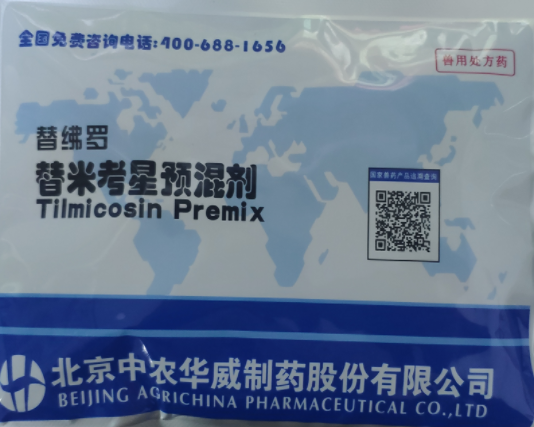 全国免费咨询电话:400-688-1656
兽用处方药
替绋罗
替米考星预混剂
Tilmicosin Premix
国家兽药产品追溯查询
北京中农华威制药股份有限公司
BEIJING AGRICHINA PHARMACEUTICAL CO.,LTD